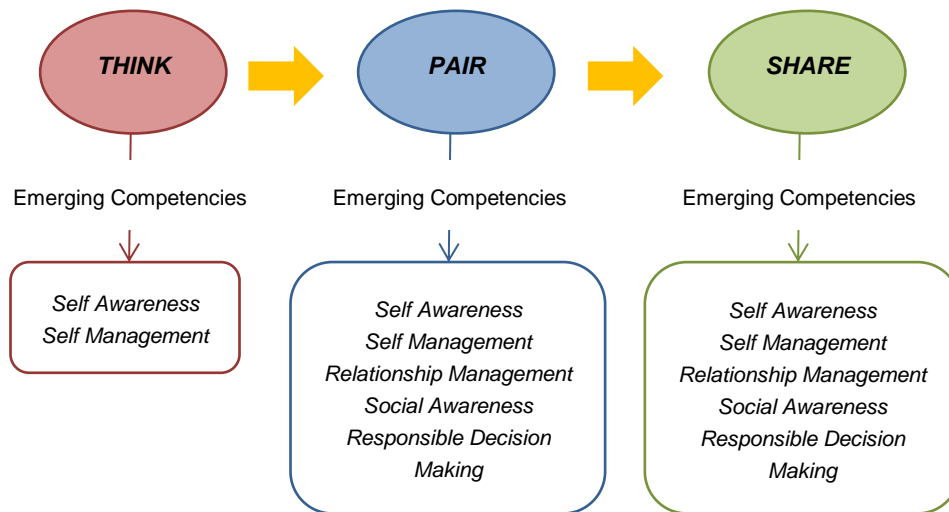 THINK
PAIR
SHARE
Emerging Competencies
Emerging Competencies
Emerging Competencies
Self Awareness
Self Management
Self Awareness
Self Management
Relationship Management
Social Awareness
Responsible Decision
Making
Self Awareness
Self Management
Relationship Management
Social Awareness
Responsible Decision
Making